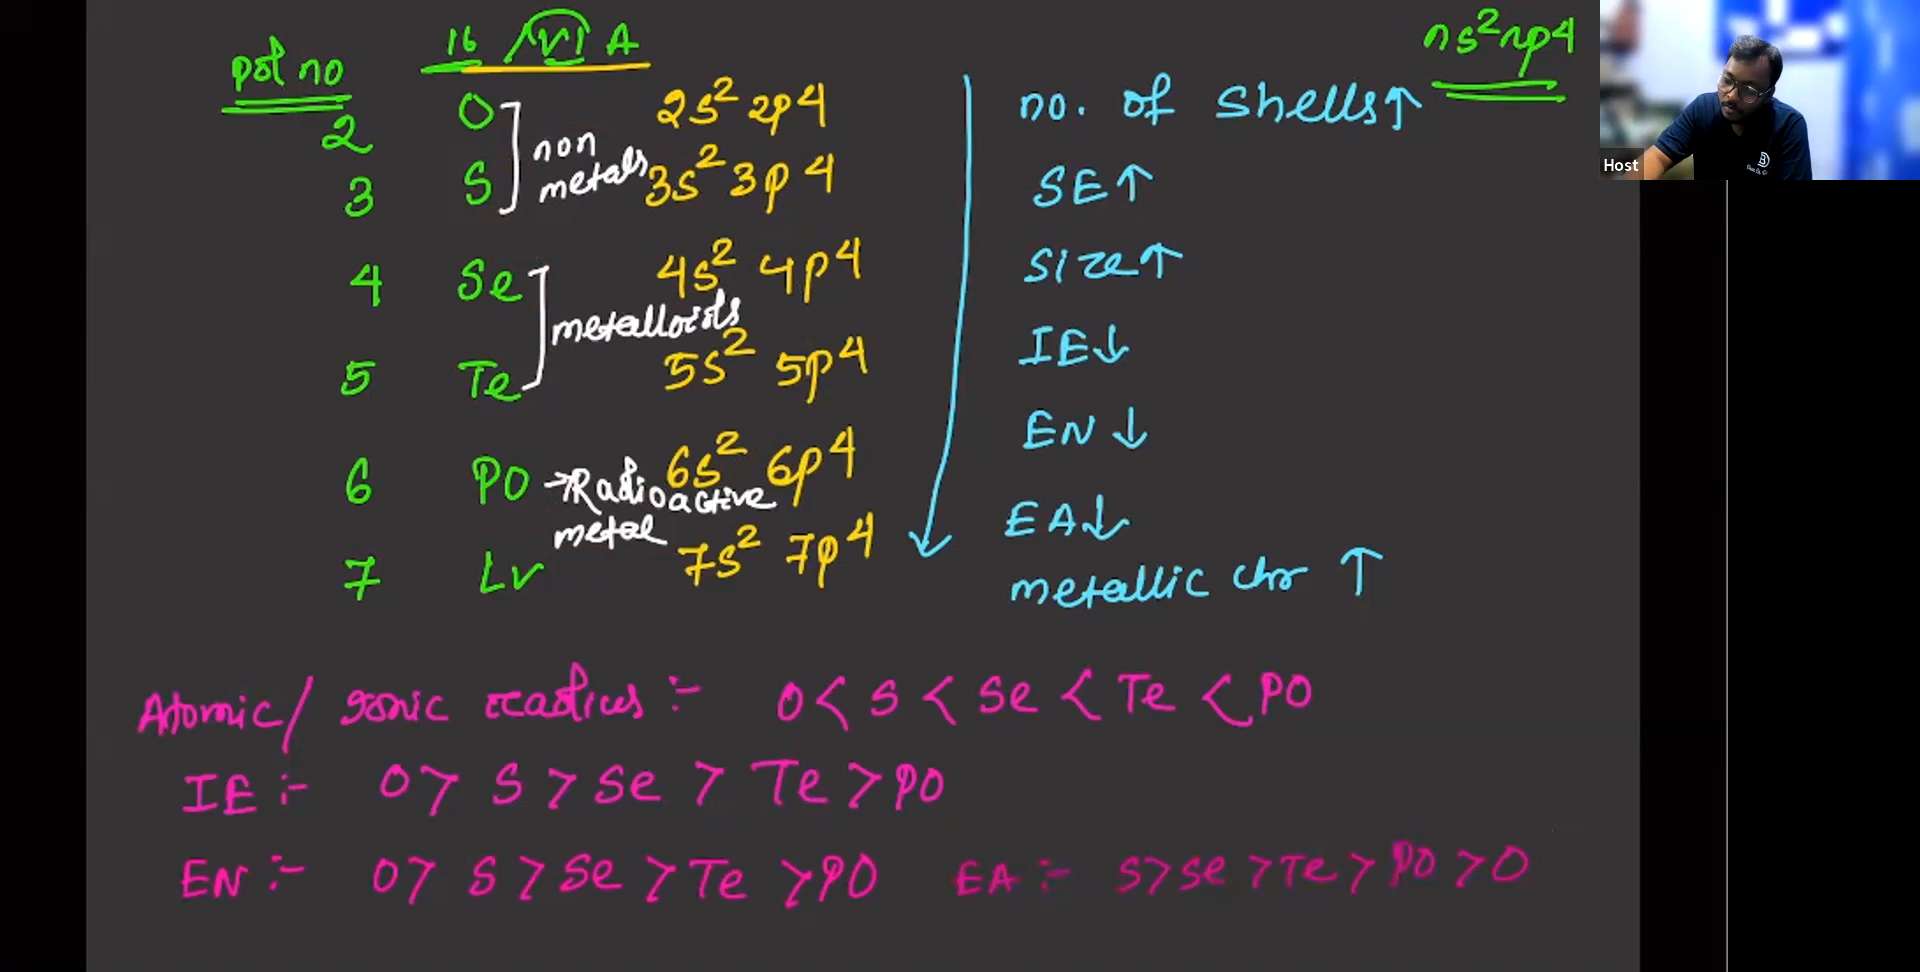 16 / VI A
ns² np4
pd no
2 O non metals 2s² 2p4
3 S 3s² 3p4
4 Se metalloids 4s² 4p4
5 Te 5s² 5p4
6 PO → Radioactive metal 6s² 6p4
7 Lv 7s² 7p4
no. of shells ↑
SE ↑
Size ↑
IE ↓
EN ↓
EA ↓
metallic chr ↑
Atomic / Ionic radius :- O < S < Se < Te < PO
IE :- O > S > Se > Te > PO
EN :- O > S > Se > Te > PO
EA :- S > Se > Te > PO > O
Host